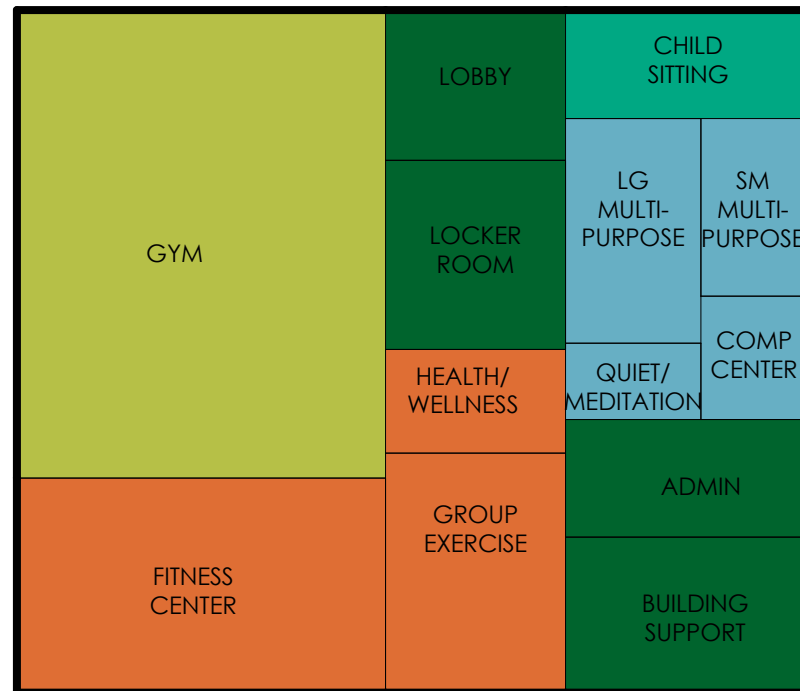 GYM
FITNESS
CENTER
LOBBY
LOCKER
ROOM
HEALTH/
WELLNESS
GROUP
EXERCISE
CHILD
SITTING
LG
MULTI-
PURPOSE
SM
MULTI-
PURPOSE
QUIET/
MEDITATION
COMP
CENTER
ADMIN
BUILDING
SUPPORT